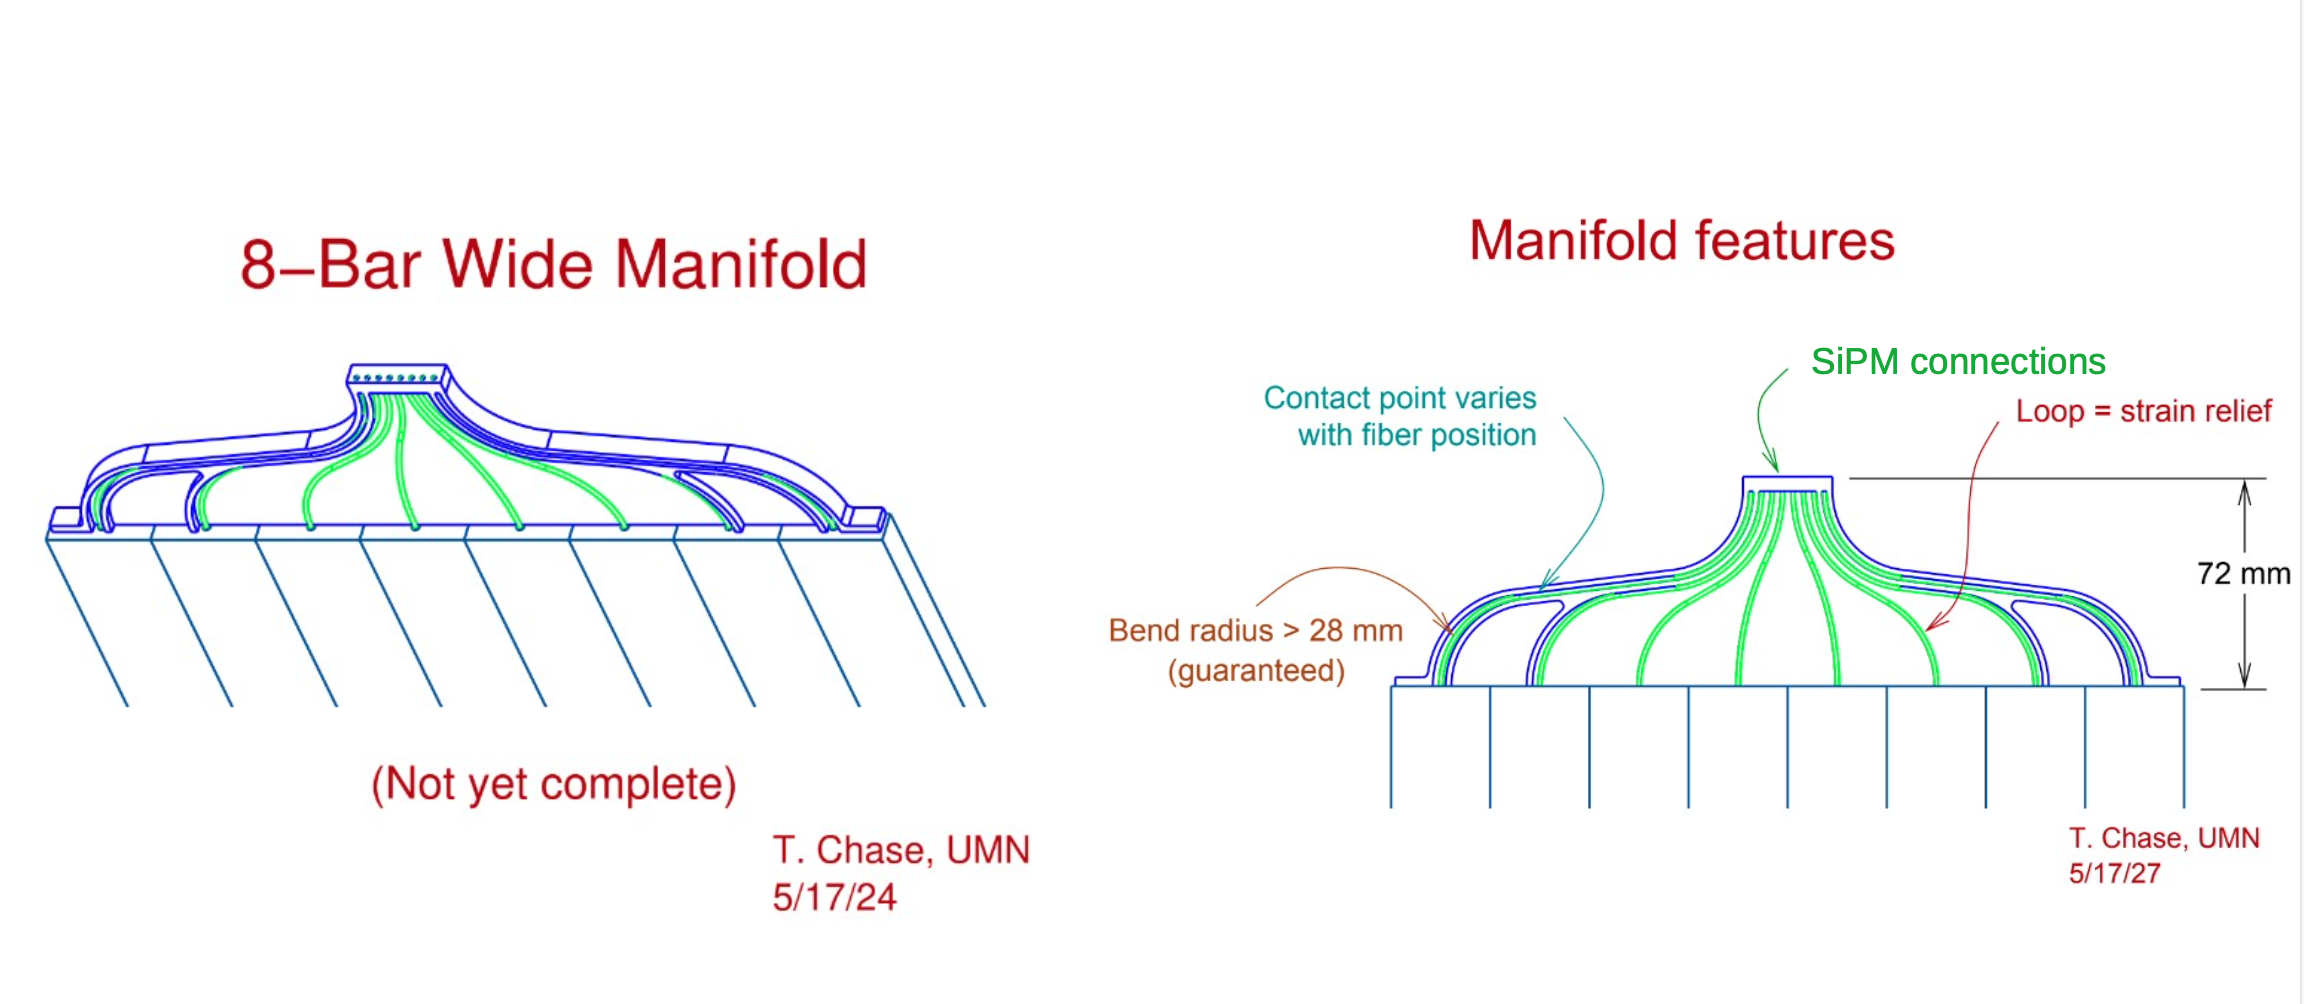 8–Bar Wide Manifold
(Not yet complete)
T. Chase, UMN
5/17/24
Manifold features
SiPM connections
Contact point varies
with fiber position
Loop = strain relief
72 mm
Bend radius > 28 mm
(guaranteed)
T. Chase, UMN
5/17/27